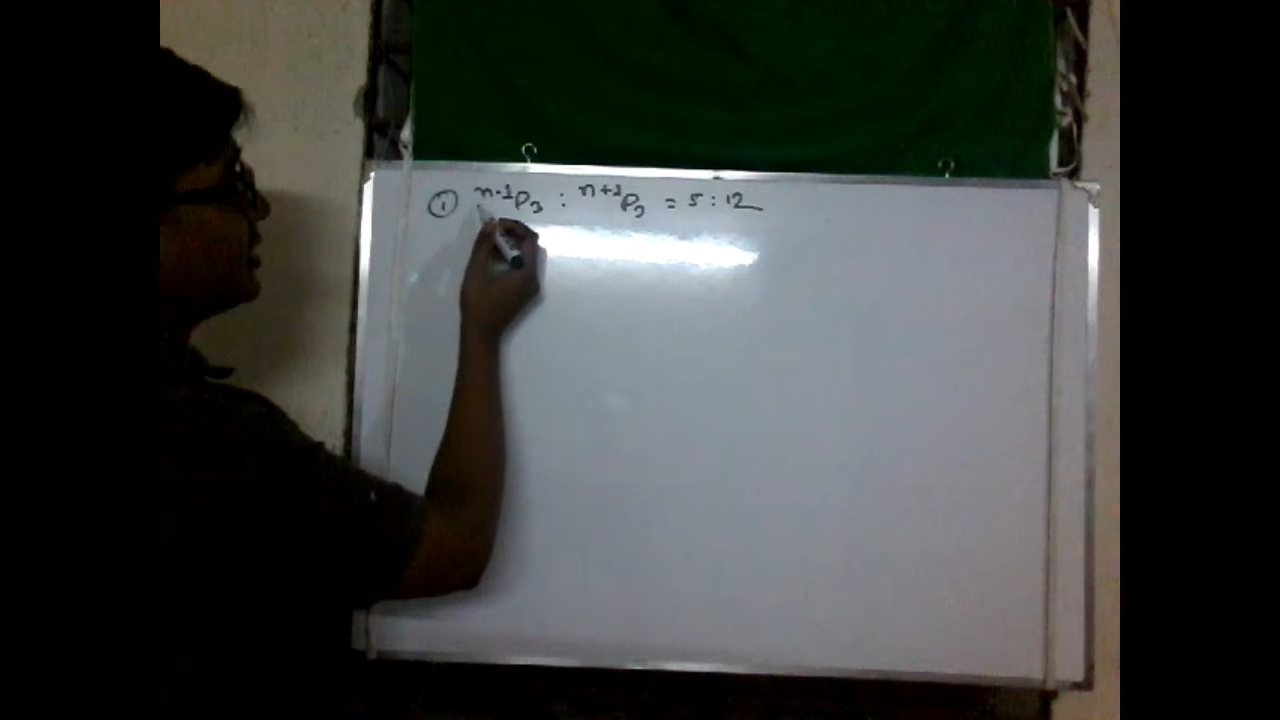 ① ⁿ⁻¹P₃ : ⁿ⁺¹P₃ = 5 : 12